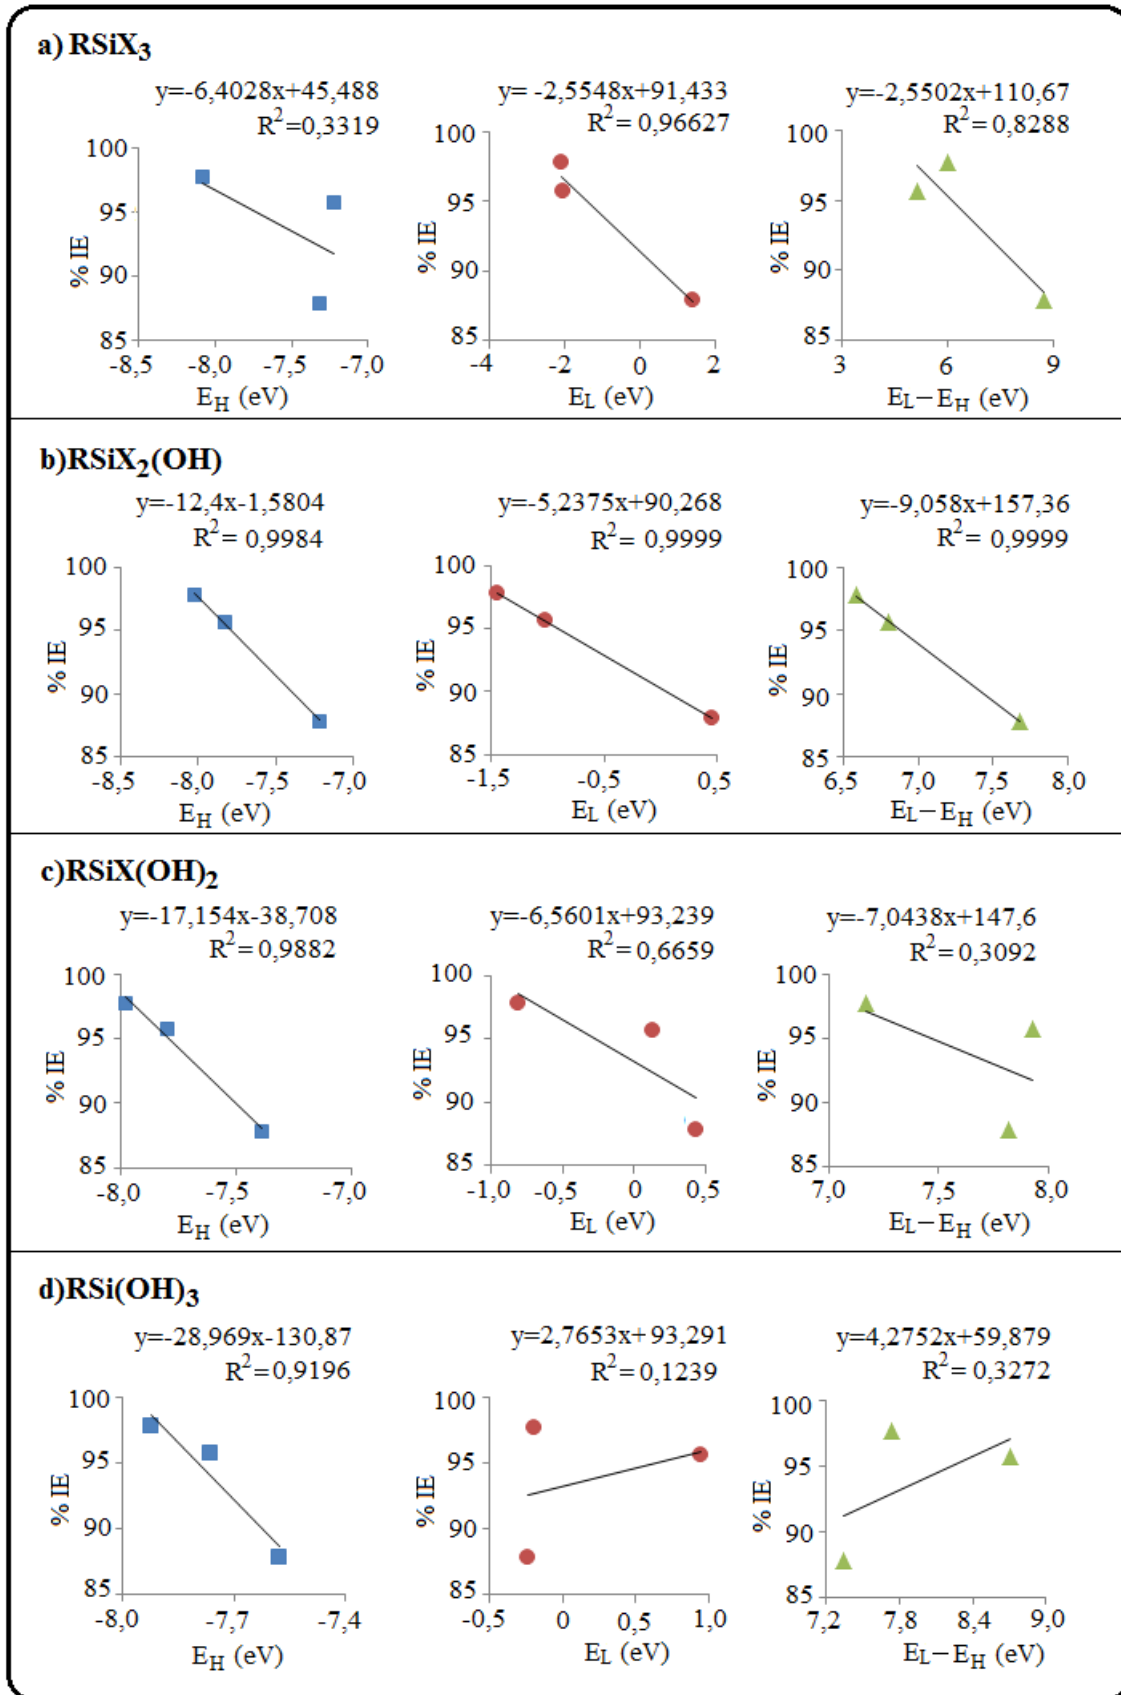 a) RSiX3
y=-6,4028x+45,488
R²=0,3319
y= -2,5548x+91,433
R²= 0,96627
y=-2,5502x+110,67
R²=0,8288
100
95
90
85
% IE
-8,5 -8,0 -7,5 -7,0
EH (eV)
100
95
90
85
% IE
-4 -2 0 2
EL (eV)
100
95
90
85
% IE
3 6 9
EL−EH (eV)
b)RSiX2(OH)
y=-12,4x-1,5804
R²= 0,9984
y=-5,2375x+90,268
R²= 0,9999
y=-9,058x+157,36
R²= 0,9999
100
95
90
85
% IE
-8,5 -8,0 -7,5 -7,0
EH (eV)
100
95
90
85
% IE
-1,5 -0,5 0,5
EL (eV)
100
95
90
85
% IE
6,5 7,0 7,5 8,0
EL−EH (eV)
c)RSiX(OH)2
y=-17,154x-38,708
R²=0,9882
y=-6,5601x+93,239
R²=0,6659
y=-7,0438x+147,6
R²=0,3092
100
95
90
85
% IE
-8,0 -7,5 -7,0
EH (eV)
100
95
90
85
% IE
-1,0 -0,5 0 0,5
EL (eV)
100
95
90
85
% IE
7,0 7,5 8,0
EL−EH (eV)
d)RSi(OH)3
y=-28,969x-130,87
R²=0,9196
y=2,7653x+93,291
R²=0,1239
y=4,2752x+59,879
R²=0,3272
100
95
90
85
% IE
-8,0 -7,7 -7,4
EH (eV)
100
95
90
85
% IE
-0,5 0 0,5 1,0
EL (eV)
100
95
90
85
% IE
7,2 7,8 8,4 9,0
EL−EH (eV)